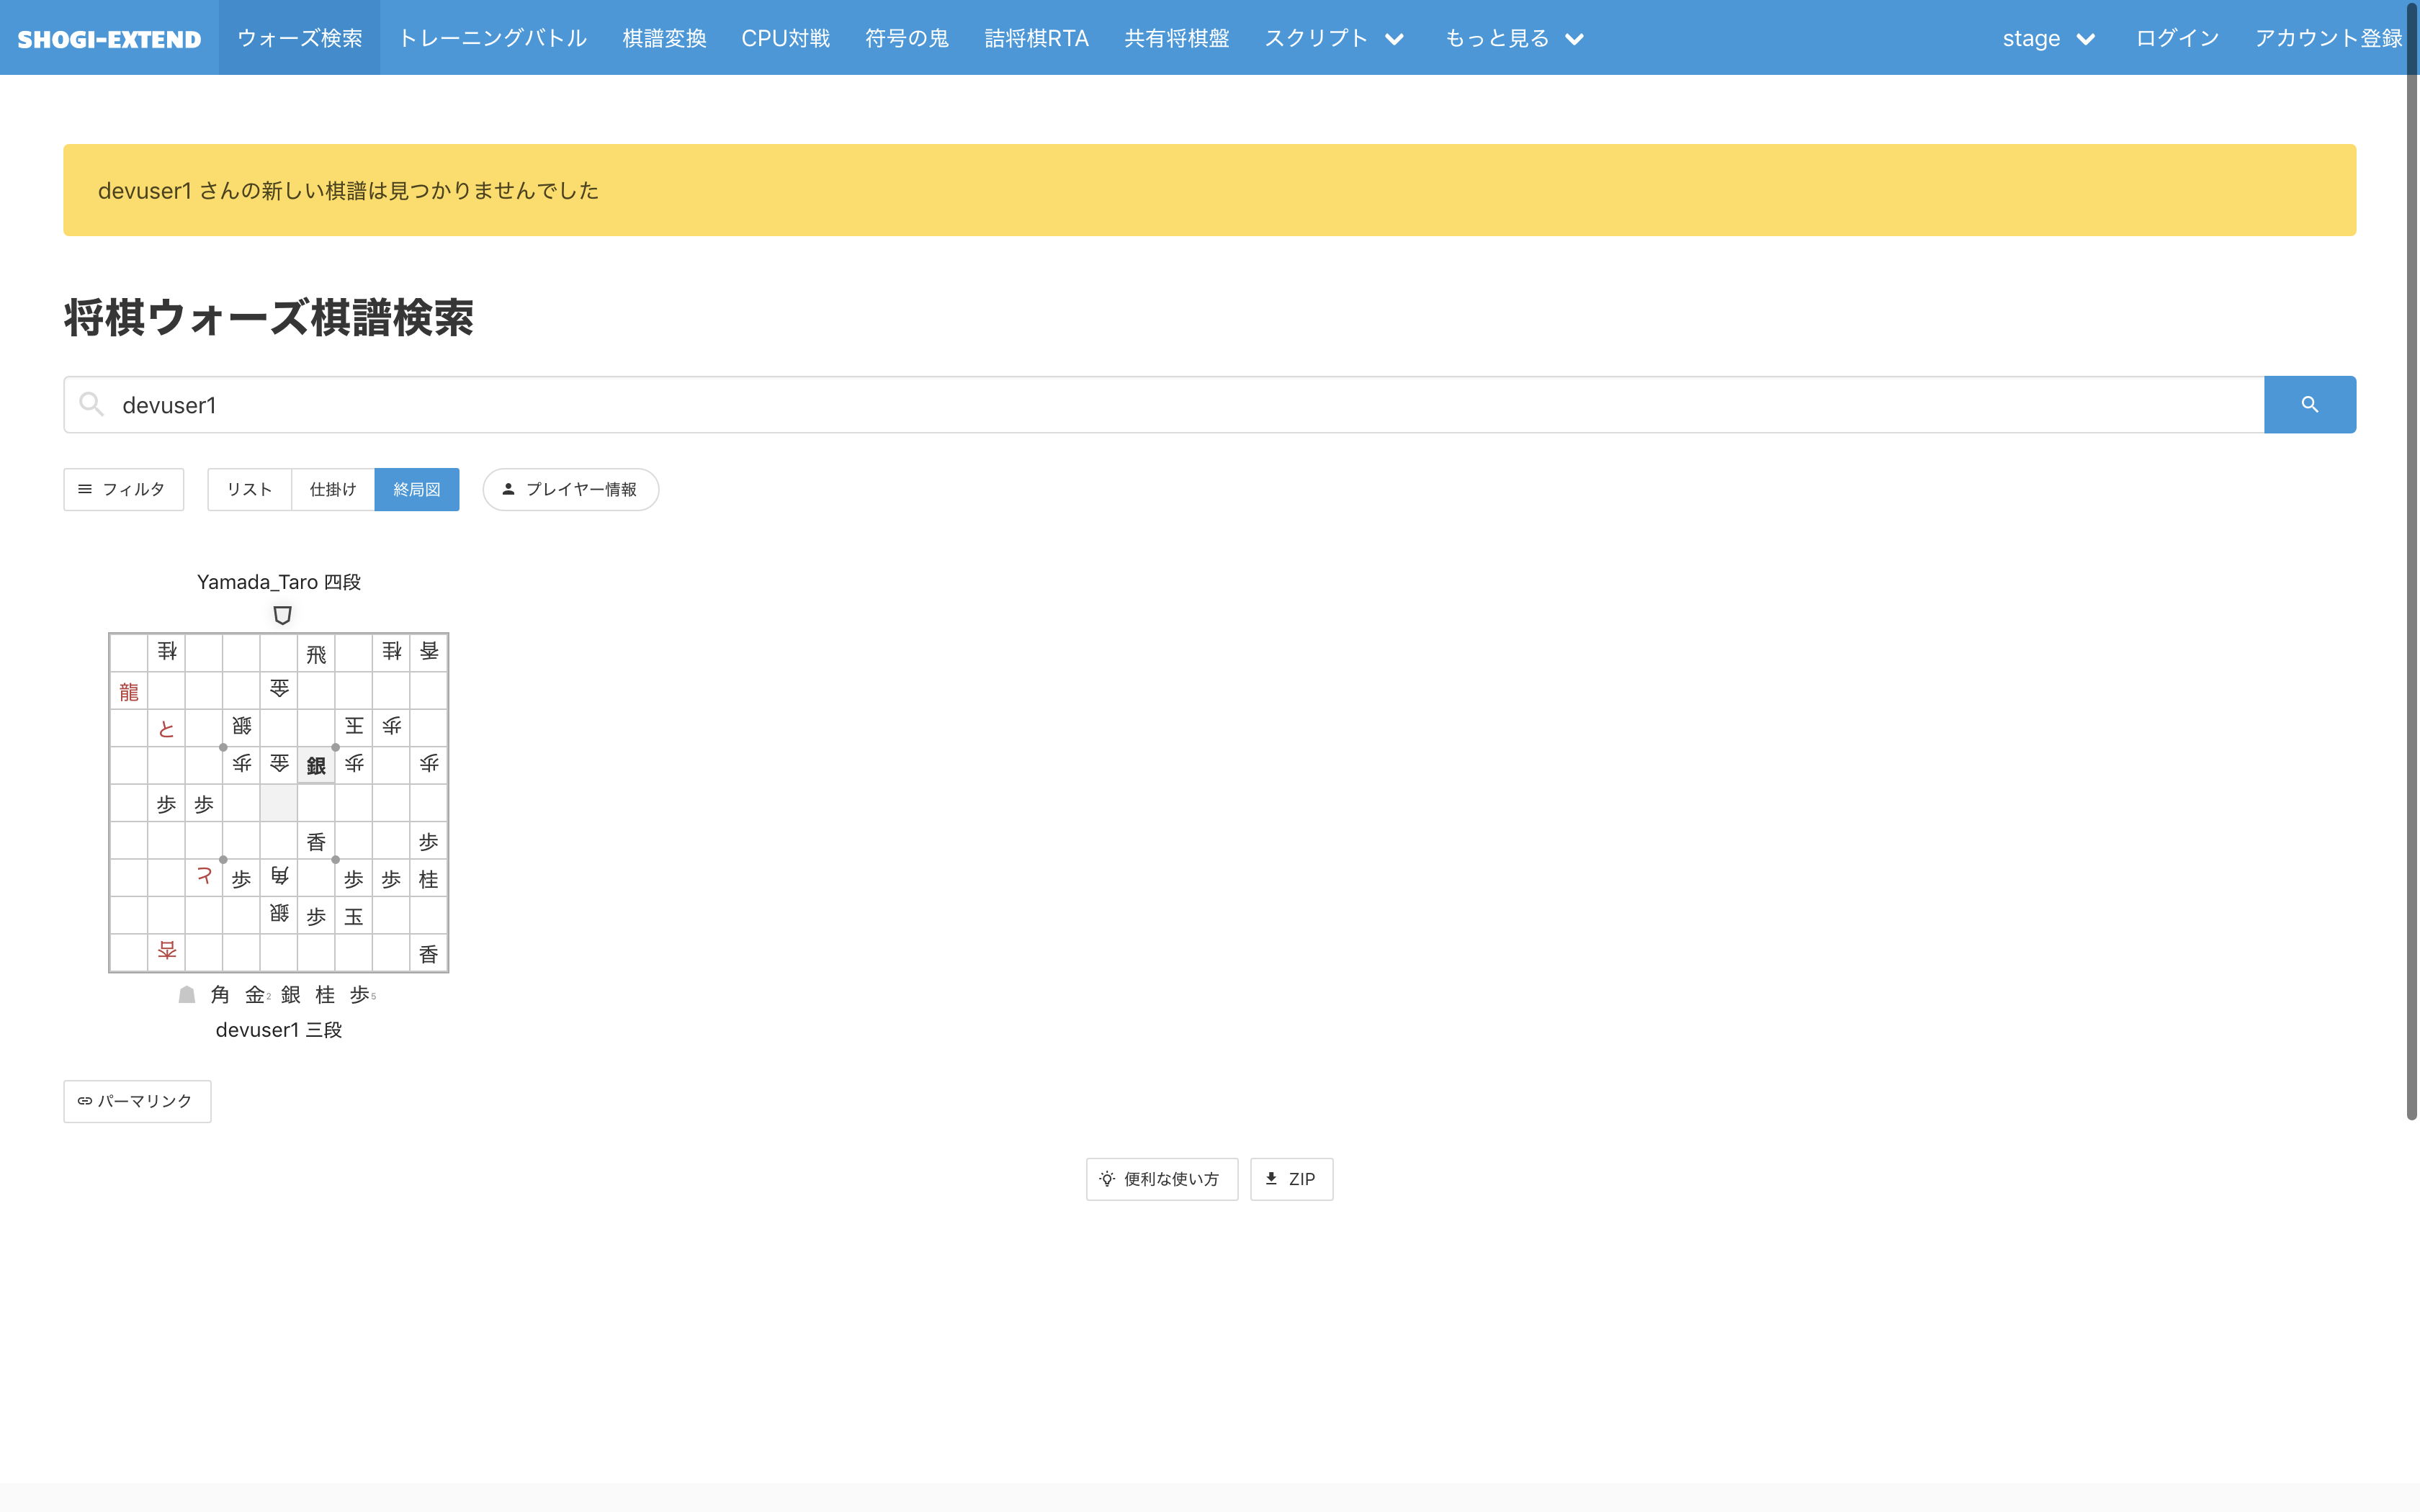 SHOGI-EXTEND ウォーズ検索 トレーニングバトル 棋譜変換 CPU対戦 符号の鬼 詰将棋RTA 共有将棋盤 スクリプト もっと見る stage ログイン アカウント登録
devuser1 さんの新しい棋譜は見つかりませんでした
将棋ウォーズ棋譜検索
devuser1
フィルタ リスト 仕掛け 終局図 プレイヤー情報
Yamada_Taro 四段
桂 飛 桂 香
龍 金
と 銀 王 歩
歩 金 銀 歩 歩
歩 歩
香 歩
と 歩 角 歩 歩 桂
銀 歩 玉
杏 香
角 金2 銀 桂 歩5
devuser1 三段
パーマリンク
便利な使い方 ZIP